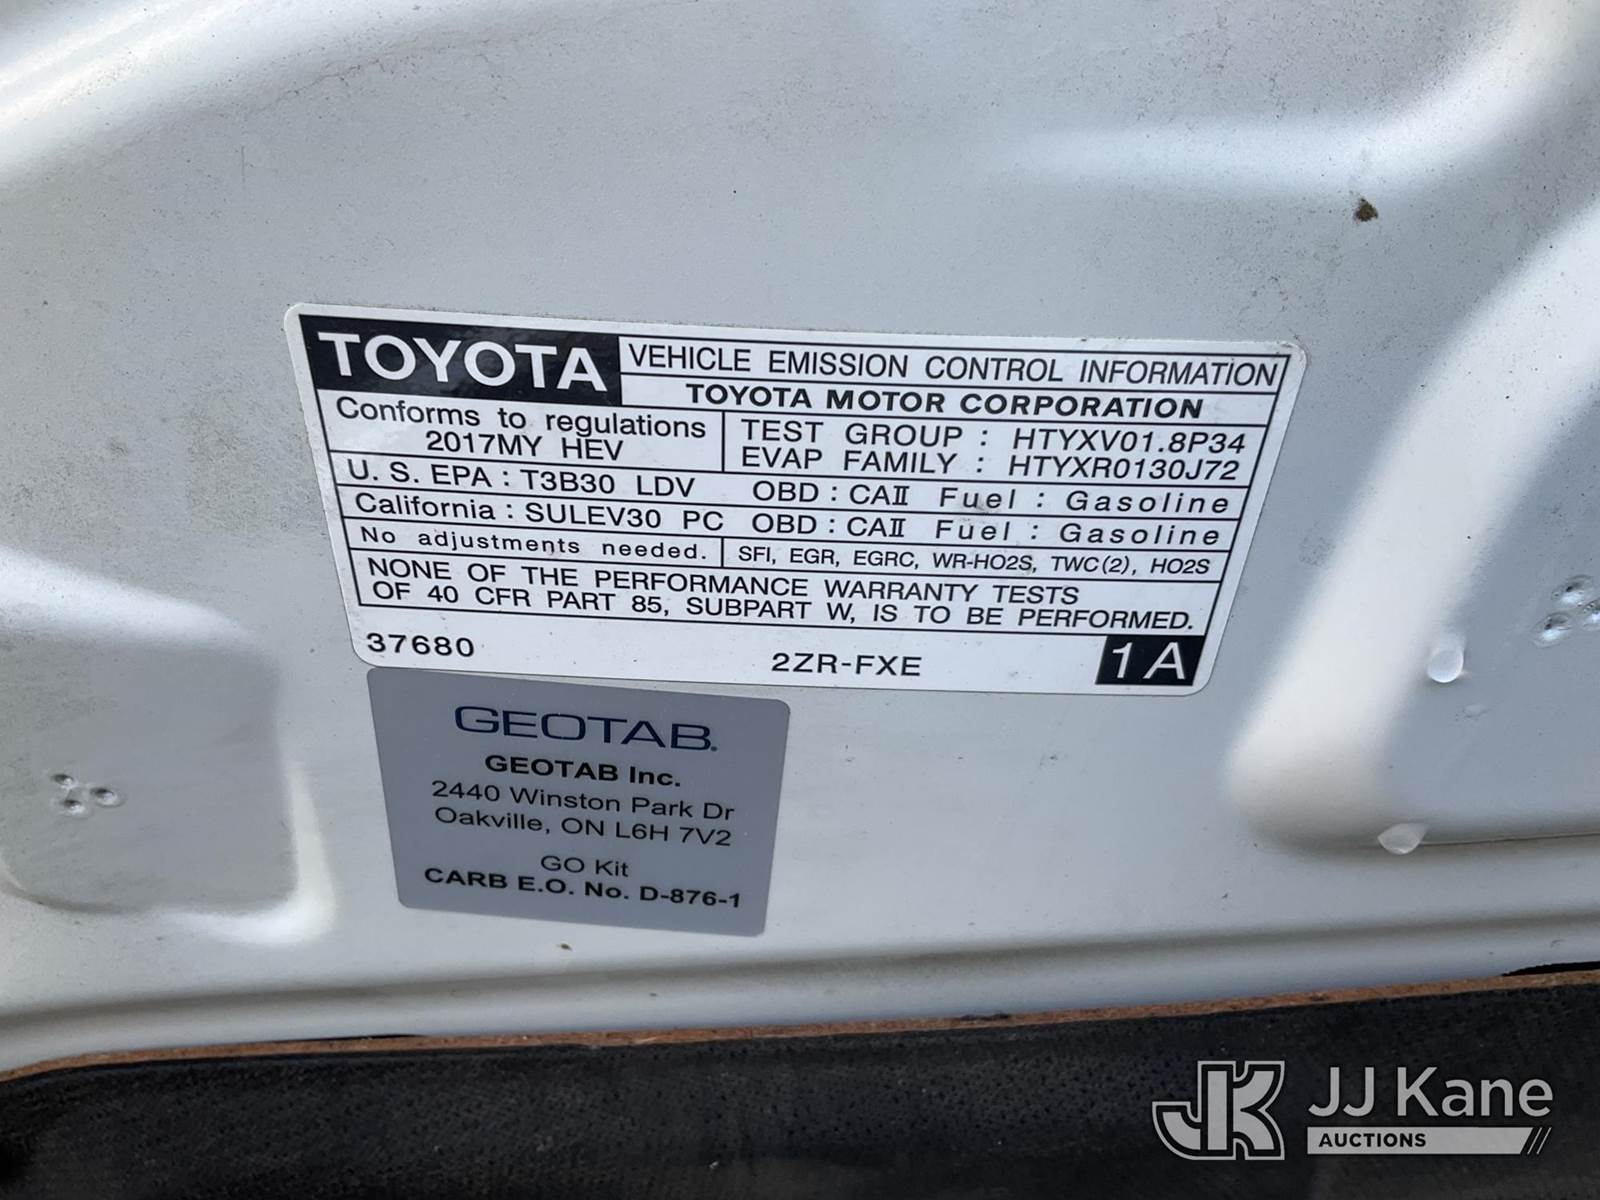 TOYOTA VEHICLE EMISSION CONTROL INFORMATION
TOYOTA MOTOR CORPORATION
Conforms to regulations
2017MY HEV
TEST GROUP : HTYXV01.8P34
EVAP FAMILY : HTYXR0130J72
U. S. EPA : T3B30 LDV OBD : CAII Fuel : Gasoline
California : SULEV30 PC OBD : CAII Fuel : Gasoline
No adjustments needed. SFI, EGR, EGRC, WR-HO2S, TWC(2), HO2S
NONE OF THE PERFORMANCE WARRANTY TESTS
OF 40 CFR PART 85, SUBPART W, IS TO BE PERFORMED.
37680 2ZR-FXE 1A
GEOTAB.
GEOTAB Inc.
2440 Winston Park Dr
Oakville, ON L6H 7V2
GO Kit
CARB E.O. No. D-876-1
JK JJ Kane
AUCTIONS